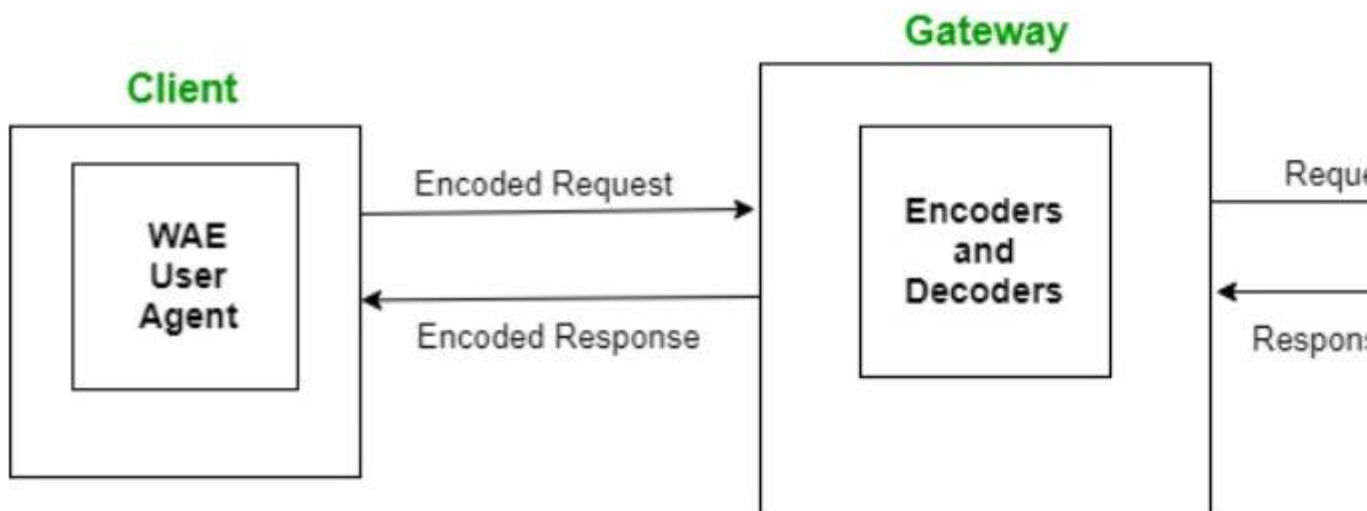 Gateway
Client
Encoded Request
WAE
User
Agent
Encoded Response
Encoders
and
Decoders